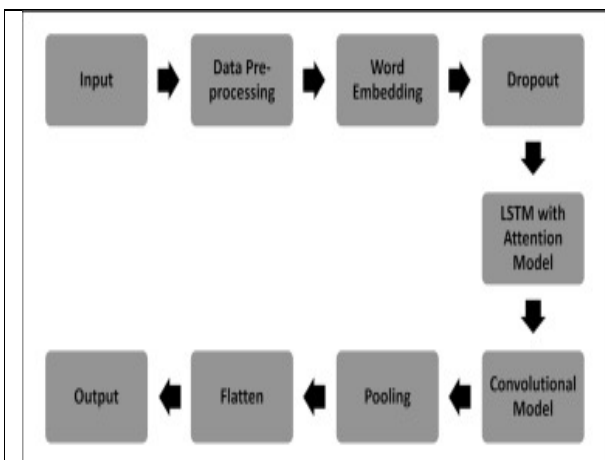 Input
Data Pre-
processing
Word
Embedding
Dropout
LSTM with
Attention
Model
Convolutional
Model
Pooling
Flatten
Output